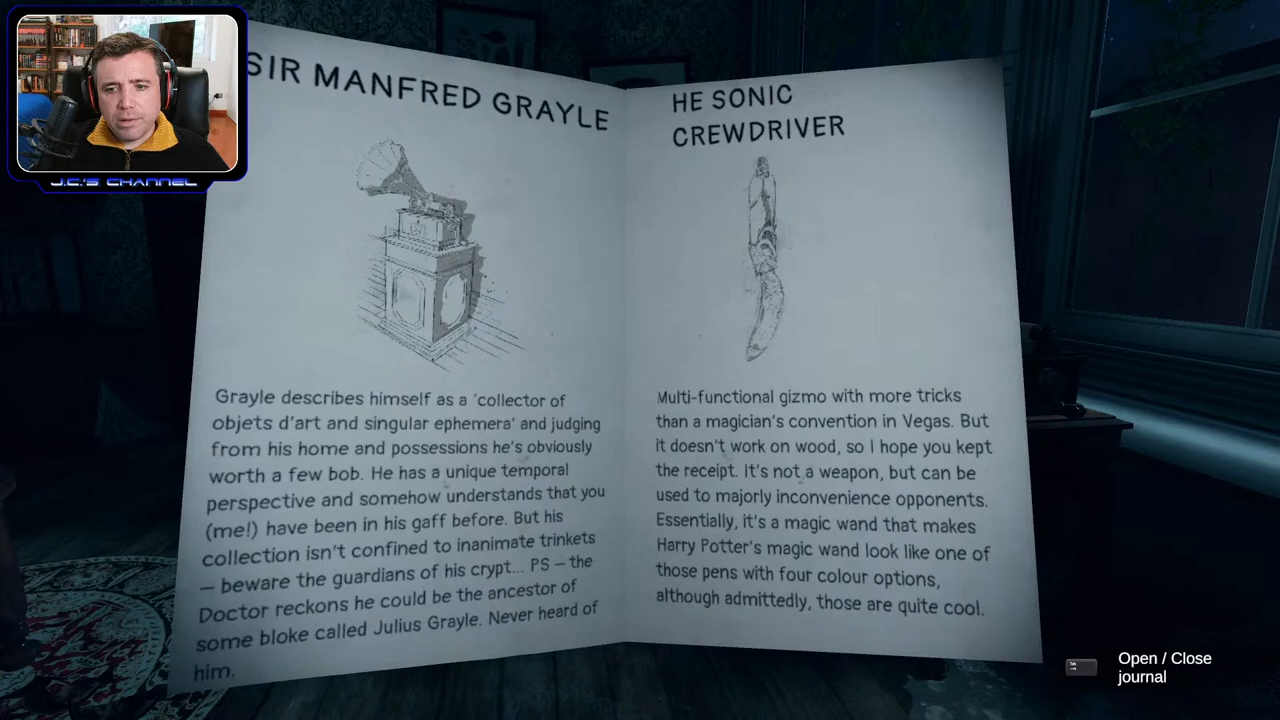 J.C.'S CHANNEL
SIR MANFRED GRAYLE
Grayle describes himself as a 'collector of
objets d'art and singular ephemera' and judging
from his home and possessions he's obviously
worth a few bob. He has a unique temporal
perspective and somehow understands that you
(me!) have been in his gaff before. But his
collection isn't confined to inanimate trinkets
– beware the guardians of his crypt... PS – the
Doctor reckons he could be the ancestor of
some bloke called Julius Grayle. Never heard of
him.
HE SONIC
CREWDRIVER
Multi-functional gizmo with more tricks
than a magician's convention in Vegas. But
it doesn't work on wood, so I hope you kept
the receipt. It's not a weapon, but can be
used to majorly inconvenience opponents.
Essentially, it's a magic wand that makes
Harry Potter's magic wand look like one of
those pens with four colour options,
although admittedly, those are quite cool.
Tab
Open / Close
journal